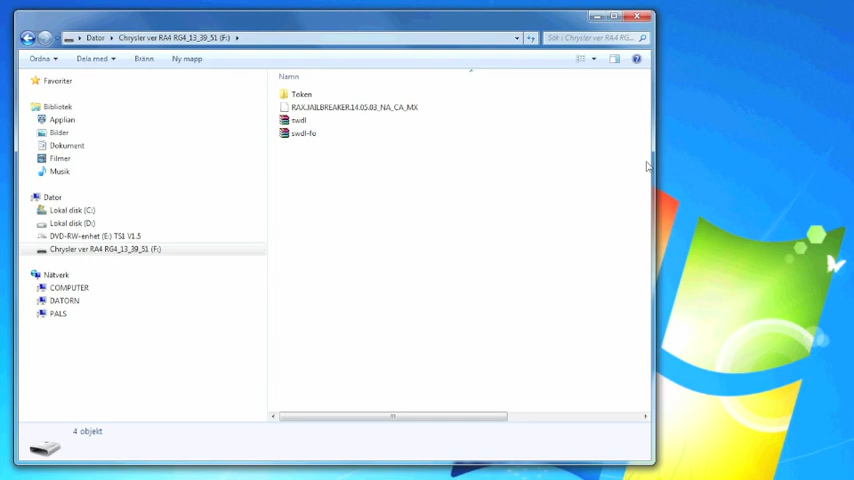 Dator Chrysler ver RA4 RG4_13_39_51 (F:)
Sök i Chrysler ver RA4 RG...
Ordna Dela med Bränn Ny mapp
Favoriter
Bibliotek
Applian
Bilder
Dokument
Filmer
Musik
Dator
Lokal disk (C:)
Lokal disk (D:)
DVD-RW-enhet (E:) TS1 V1.5
Chrysler ver RA4 RG4_13_39_51 (F:)
Nätverk
COMPUTER
DATORN
PALS
Namn
Token
RAX.JAILBREAKER.14.05.03_NA_CA_MX
swdl
swdl-fo
4 objekt